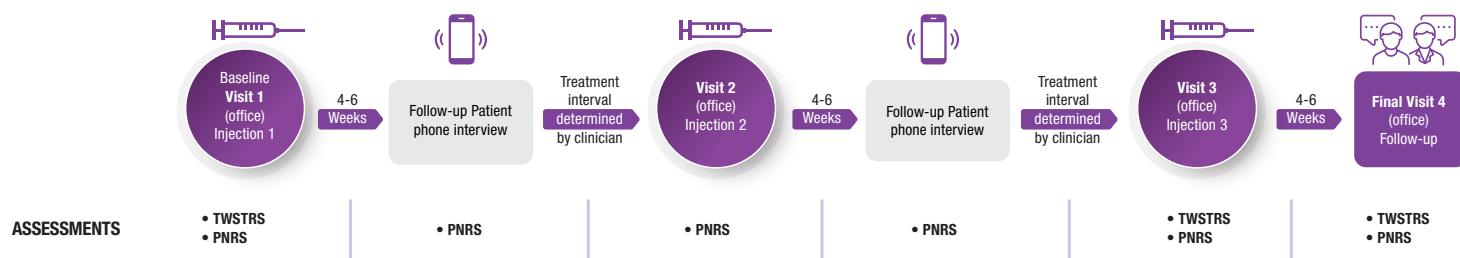 Baseline
Visit 1
(office)
Injection 1
4-6
Weeks
Follow-up Patient
phone interview
Treatment
interval
determined
by clinician
Visit 2
(office)
Injection 2
4-6
Weeks
Follow-up Patient
phone interview
Treatment
interval
determined
by clinician
Visit 3
(office)
Injection 3
4-6
Weeks
Final Visit 4
(office)
Follow-up
ASSESSMENTS
• TWSTRS
• PNRS
• PNRS
• PNRS
• PNRS
• TWSTRS
• PNRS
• TWSTRS
• PNRS